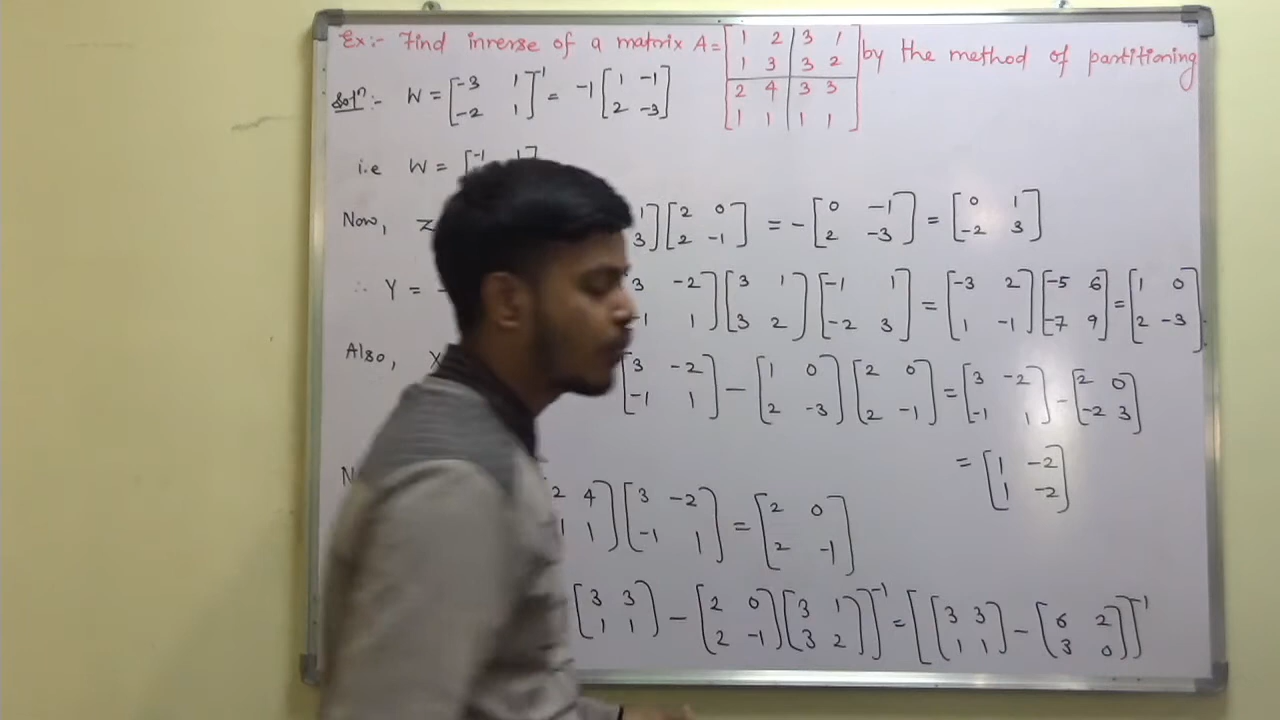 Ex:- Find inverse of a matrix A = [1 2 | 3 1; 1 3 | 3 2; 2 4 | 3 3; 1 1 | 1 1] by the method of partitioning
Solⁿ:- W = [-3 1; -2 1]⁻¹ = -1 [1 -1; 2 -3]
i.e W = [-1 1
Now, Z 1; 3] [2 0; 2 -1] = - [0 -1; 2 -3] = [0 1; -2 3]
∴ Y = - 3 -2; -1 1] [3 1; 3 2] [-1 1; -2 3] = [-3 2; 1 -1] [-5 6; -7 9] = [1 0; 2 -3]
Also, X [3 -2; -1 1] - [1 0; 2 -3] [2 0; 2 -1] = [3 -2; -1 1] - [2 0; -2 3]
= [1 -2; 1 -2]
N 2 4; 1 1] [3 -2; -1 1] = [2 0; 2 -1]
[3 3; 1 1] - [2 0; 2 -1] [3 1; 3 2]]⁻¹ = [[3 3; 1 1] - [6 2; 3 0]]⁻¹